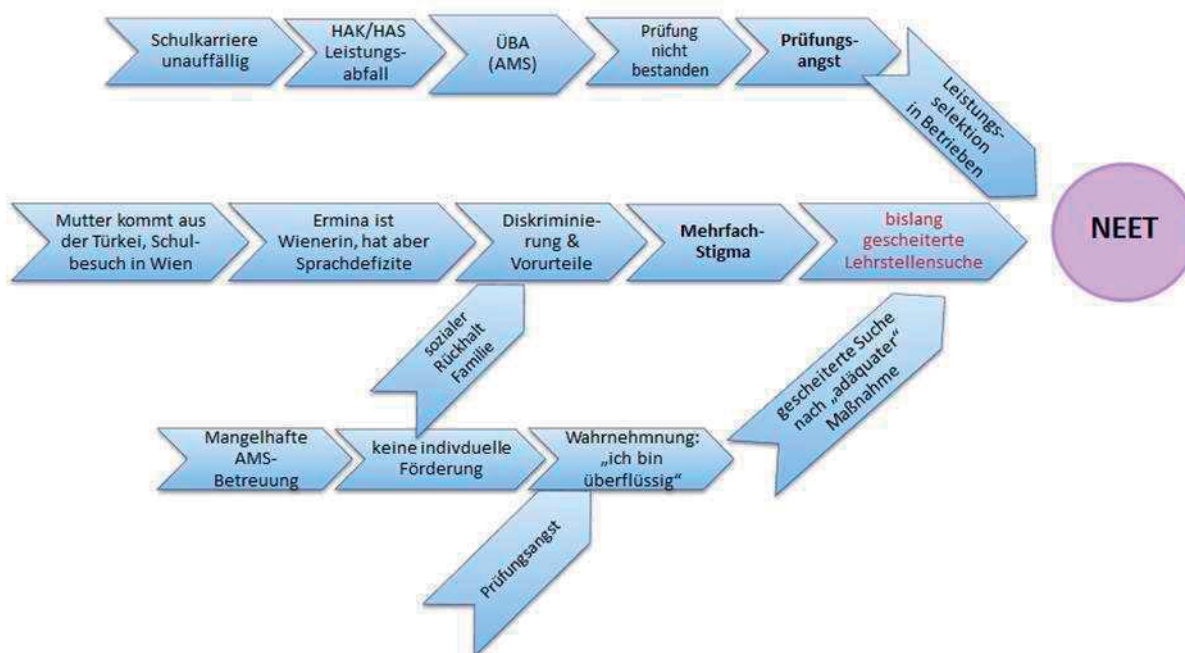 Schulkarriere
unauffällig
HAK/HAS
Leistungs-
abfall
ÜBA
(AMS)
Prüfung
nicht
bestanden
Prüfungs-
angst
Leistungs-
selektion
in Betrieben
Mutter kommt aus
der Türkei, Schul-
besuch in Wien
Ermina ist
Wienerin, hat aber
Sprachdefizite
Diskriminie-
rung &
Vorurteile
Mehrfach-
Stigma
bislang
gescheiterte
Lehrstellensuche
NEET
sozialer
Rückhalt
Familie
gescheiterte Suche
nach „adäquater“
Maßnahme
Mangelhafte
AMS-
Betreuung
keine indivduelle
Förderung
Wahrnehmnung:
„ich bin
überflüssig“
Prüfungsangst